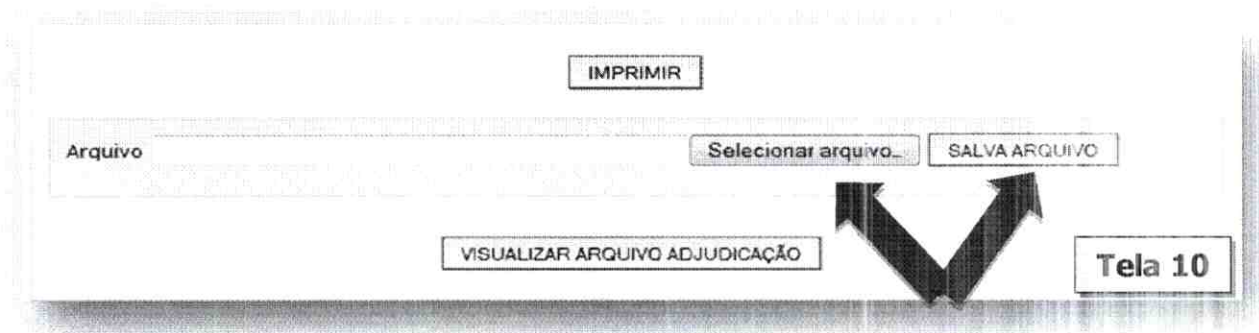 IMPRIMIR
Arquivo Selecionar arquivo... SALVA ARQUIVO
VISUALIZAR ARQUIVO ADJUDICAÇÃO
Tela 10